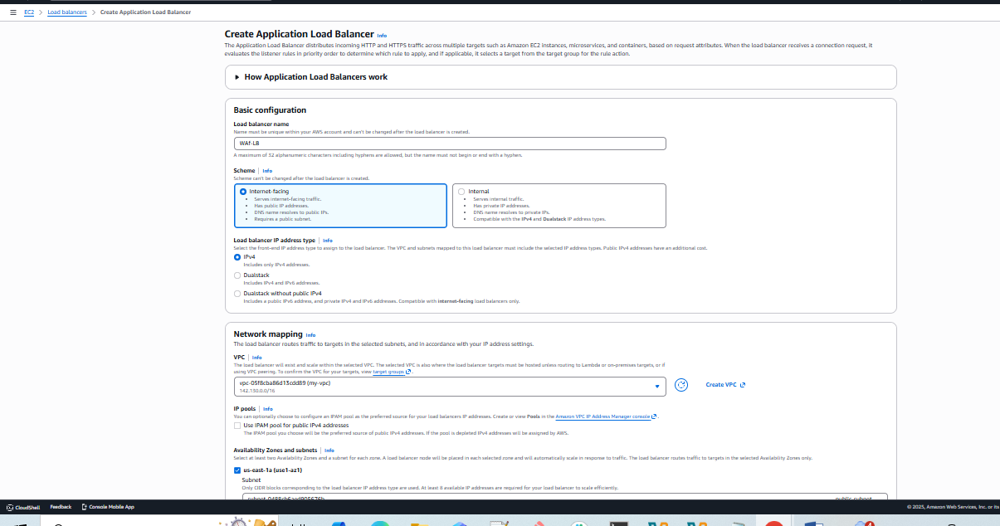 EC2 > Load balancers > Create Application Load Balancer
Create Application Load Balancer Info
The Application Load Balancer distributes incoming HTTP and HTTPS traffic across multiple targets such as Amazon EC2 instances, microservices, and containers, based on request attributes. When the load balancer receives a connection request, it
evaluates the listener rules in priority order to determine which rule to apply, and if applicable, it selects a target from the target group for the rule action.
How Application Load Balancers work
Basic configuration
Load balancer name
Name must be unique within your AWS account and can't be changed after the load balancer is created.
WAf-LB
A maximum of 32 alphanumeric characters including hyphens are allowed, but the name must not begin or end with a hyphen.
Scheme | Info
Scheme can't be changed after the load balancer is created.
Internet-facing
• Serves internet-facing traffic.
• Has public IP addresses.
• DNS name resolves to public IPs.
• Requires a public subnet.
Internal
• Serves internal traffic.
• Has private IP addresses.
• DNS name resolves to private IPs.
• Compatible with the IPv4 and Dualstack IP address types.
Load balancer IP address type | Info
Select the front-end IP address type to assign to the load balancer. The VPC and subnets mapped to this load balancer must include the selected IP address types. Public IPv4 addresses have an additional cost.
IPv4
Includes only IPv4 addresses.
Dualstack
Includes IPv4 and IPv6 addresses.
Dualstack without public IPv4
Includes a public IPv6 address, and private IPv4 and IPv6 addresses. Compatible with internet-facing load balancers only.
Network mapping Info
The load balancer routes traffic to targets in the selected subnets, and in accordance with your IP address settings.
VPC | Info
The load balancer will exist and scale within the selected VPC. The selected VPC is also where the load balancer targets must be hosted unless routing to Lambda or on-premises targets, or if
using VPC peering. To confirm the VPC for your targets, view target groups.
vpc-05f8cba86d13cdd89 (my-vpc)
142.130.0.0/16
Create VPC
IP pools | Info
You can optionally choose to configure an IPAM pool as the preferred source for your load balancers IP addresses. Create or view Pools in the Amazon VPC IP Address Manager console.
Use IPAM pool for public IPv4 addresses
The IPAM pool you choose will be the preferred source of public IPv4 addresses. If the pool is depleted IPv4 addresses will be assigned by AWS.
Availability Zones and subnets | Info
Select at least two Availability Zones and a subnet for each zone. A load balancer node will be placed in each selected zone and will automatically scale in response to traffic. The load balancer routes traffic to targets in the selected Availability Zones only.
us-east-1a (use1-az1)
Subnet
Only CIDR blocks corresponding to the load balancer IP address type are used. At least 8 available IP addresses are required for your load balancer to scale efficiently.
public-subnet
CloudShell Feedback Console Mobile App
© 2025, Amazon Web Services, Inc. or its